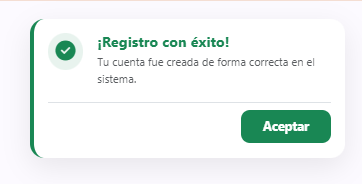 ¡Registro con éxito!
Tu cuenta fue creada de forma correcta en el
sistema.
Aceptar